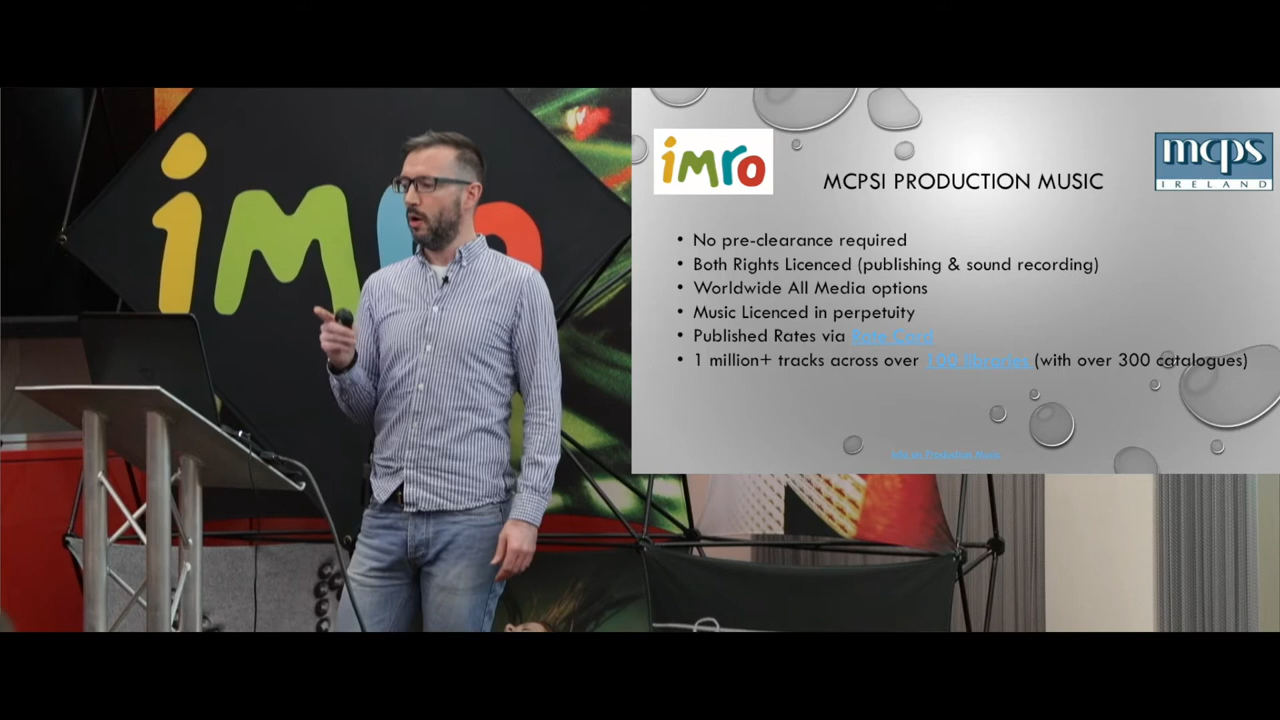 imro
imro
mcps
IRELAND
MCPSI PRODUCTION MUSIC
• No pre-clearance required
• Both Rights Licenced (publishing & sound recording)
• Worldwide All Media options
• Music Licenced in perpetuity
• Published Rates via Rate Card
• 1 million+ tracks across over 100 libraries (with over 300 catalogues)
Production Music